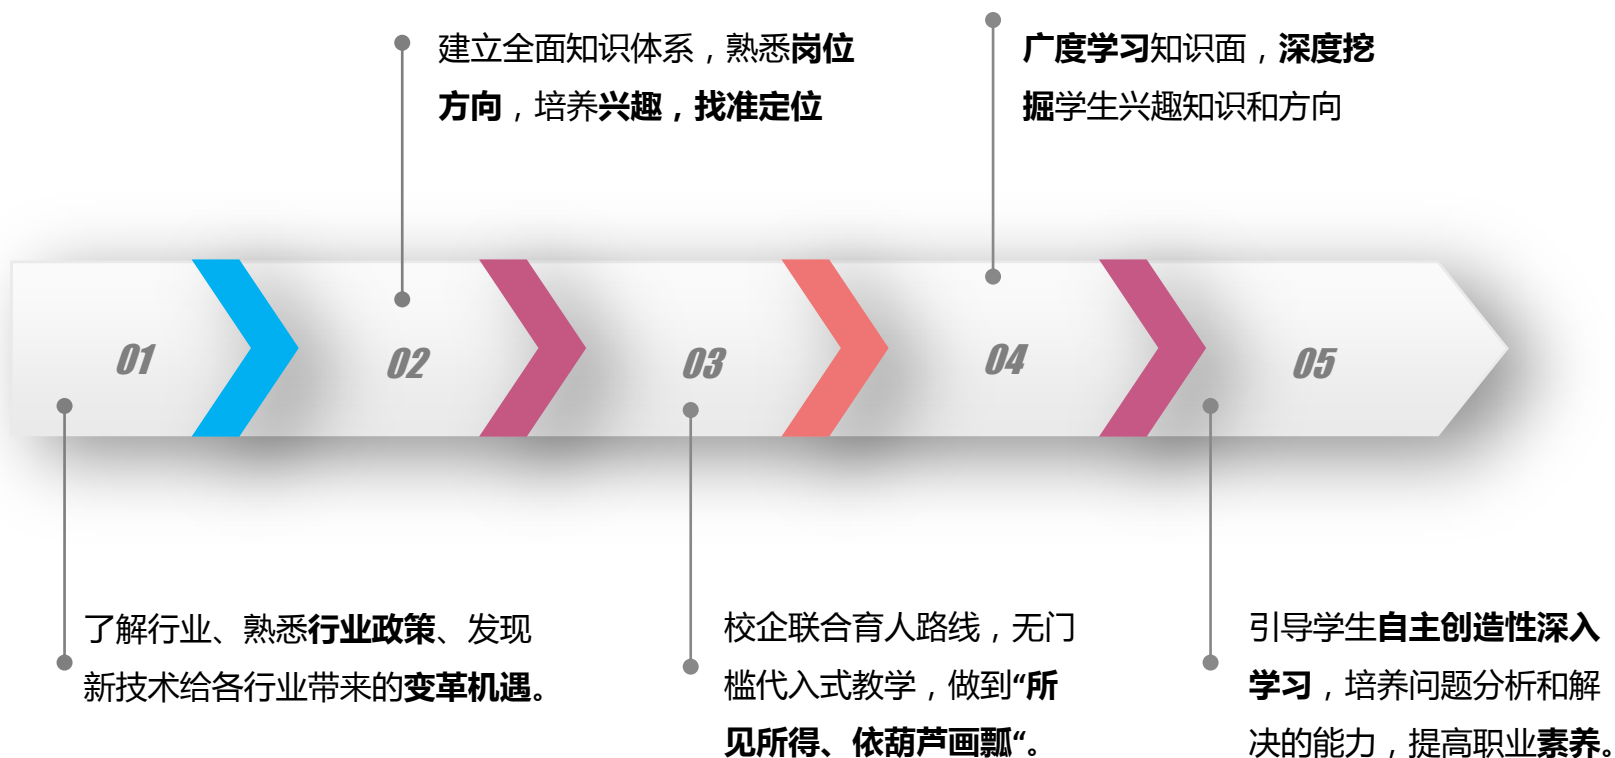 建立全面知识体系，熟悉岗位
方向，培养兴趣，找准定位
广度学习知识面，深度挖
掘学生兴趣知识和方向
01
02
03
04
05
了解行业、熟悉行业政策、发现
新技术给各行业带来的变革机遇。
校企联合育人路线，无门
槛代入式教学，做到“所
见所得、依葫芦画瓢“。
引导学生自主创造性深入
学习，培养问题分析和解
决的能力，提高职业素养。